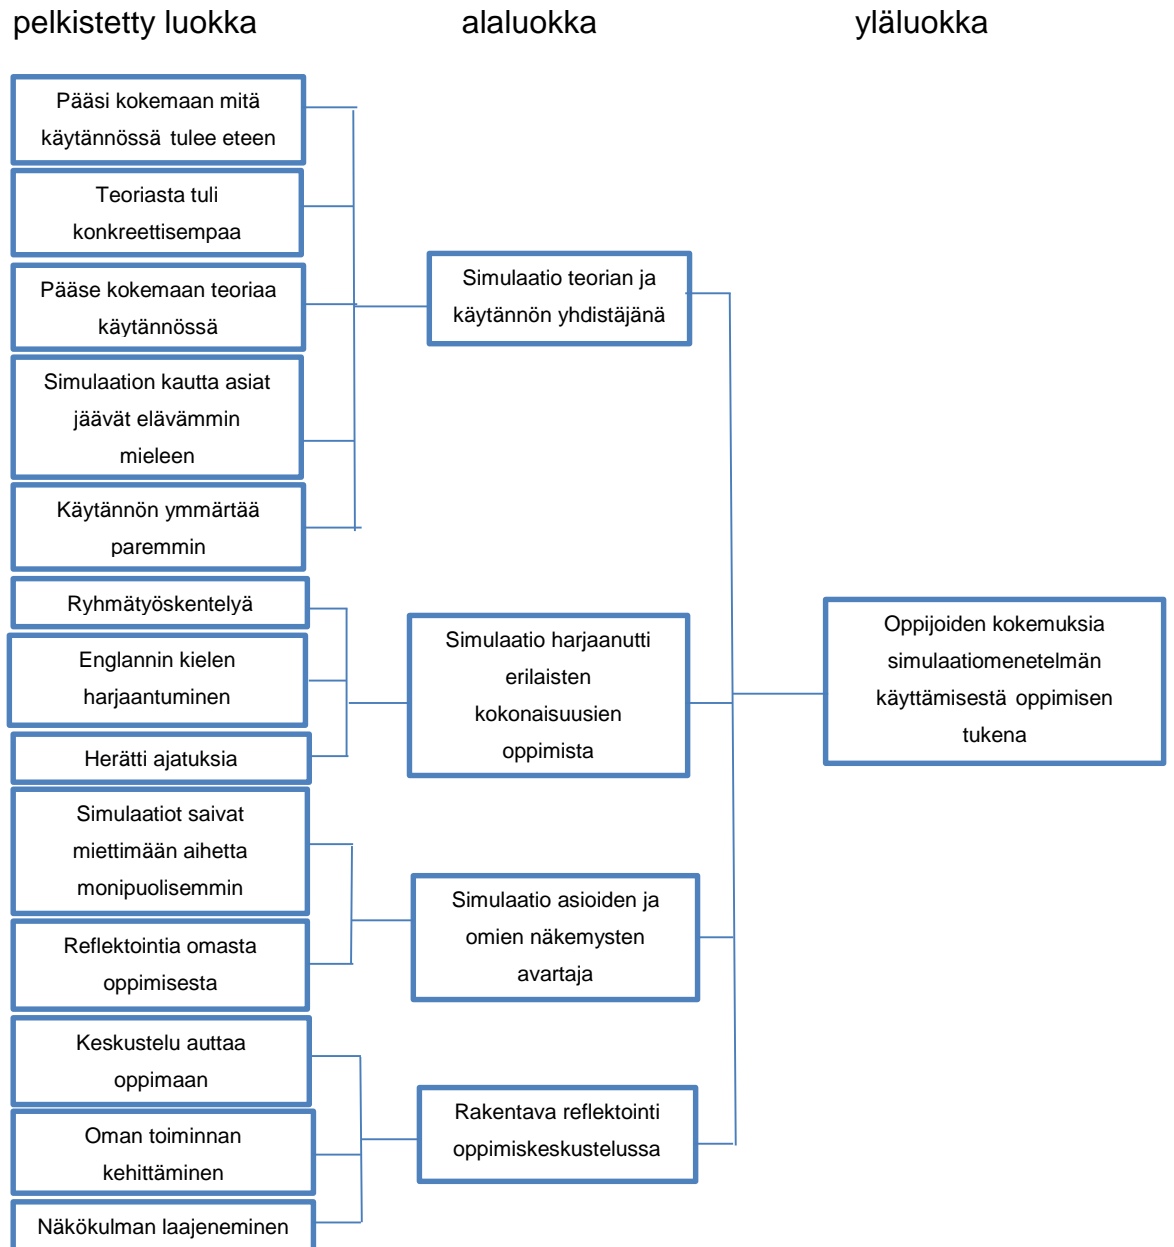 pelkistetty luokka
alaluokka
yläluokka
Pääsi kokemaan mitä
käytännössä tulee eteen
Teoriasta tuli
konkreettisempaa
Pääse kokemaan teoriaa
käytännössä
Simulaation kautta asiat
jäävät elävämmin
mieleen
Käytännön ymmärtää
paremmin
Ryhmätyöskentelyä
Englannin kielen
harjaantuminen
Herätti ajatuksia
Simulaatiot saivat
miettimään aihetta
monipuolisemmin
Reflektointia omasta
oppimisesta
Keskustelu auttaa
oppimaan
Oman toiminnan
kehittäminen
Näkökulman laajeneminen
Simulaatio teorian ja
käytännön yhdistäjänä
Simulaatio harjaanutti
erilaisten
kokonaisuusien
oppimista
Simulaatio asioiden ja
omien näkemysten
avartaja
Rakentava reflektointi
oppimiskeskustelussa
Oppijoiden kokemuksia
simulaatiomenetelmän
käyttämisestä oppimisen
tukena